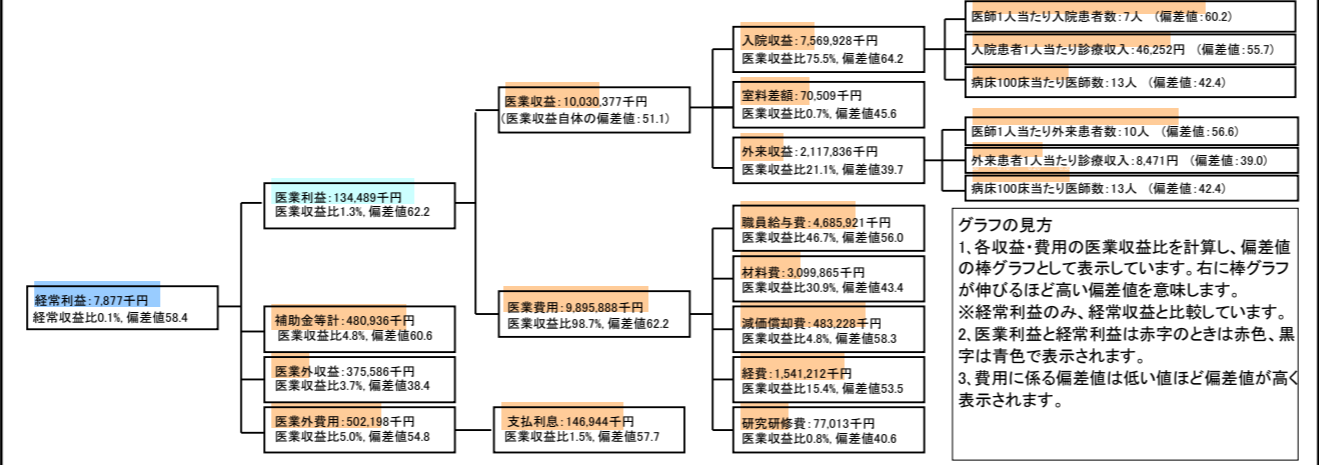 経常利益:7,877千円
経常収益比0.1%, 偏差値58.4
医業利益:134,489千円
医業収益比1.3%, 偏差値62.2
補助金等計:480,936千円
医業収益比4.8%, 偏差値60.6
医業外収益:375,586千円
医業収益比3.7%, 偏差値38.4
医業外費用:502,198千円
医業収益比5.0%, 偏差値54.8
医業収益:10,030,377千円
(医業収益自体の偏差値:51.1)
医業費用:9,895,888千円
医業収益比98.7%, 偏差値62.2
支払利息:146,944千円
医業収益比1.5%, 偏差値57.7
入院収益:7,569,928千円
医業収益比75.5%, 偏差値64.2
室料差額:70,509千円
医業収益比0.7%, 偏差値45.6
外来収益:2,117,836千円
医業収益比21.1%, 偏差値39.7
職員給与費:4,685,921千円
医業収益比46.7%, 偏差値56.0
材料費:3,099,865千円
医業収益比30.9%, 偏差値43.4
減価償却費:483,228千円
医業収益比4.8%, 偏差値58.3
経費:1,541,212千円
医業収益比15.4%, 偏差値53.5
研究研修費:77,013千円
医業収益比0.8%, 偏差値40.6
医師1人当たり入院患者数:7人 (偏差値:60.2)
入院患者1人当たり診療収入:46,252円 (偏差値:55.7)
病床100床当たり医師数:13人 (偏差値:42.4)
医師1人当たり外来患者数:10人 (偏差値:56.6)
外来患者1人当たり診療収入:8,471円 (偏差値:39.0)
病床100床当たり医師数:13人 (偏差値:42.4)
グラフの見方
1、各収益・費用の医業収益比を計算し、偏差値
の棒グラフとして表示しています。右に棒グラフ
が伸びるほど高い偏差値を意味します。
※経常利益のみ、経常収益と比較しています。
2、医業利益と経常利益は赤字のときは赤色、黒
字は青色で表示されます。
3、費用に係る偏差値は低い値ほど偏差値が高く
表示されます。